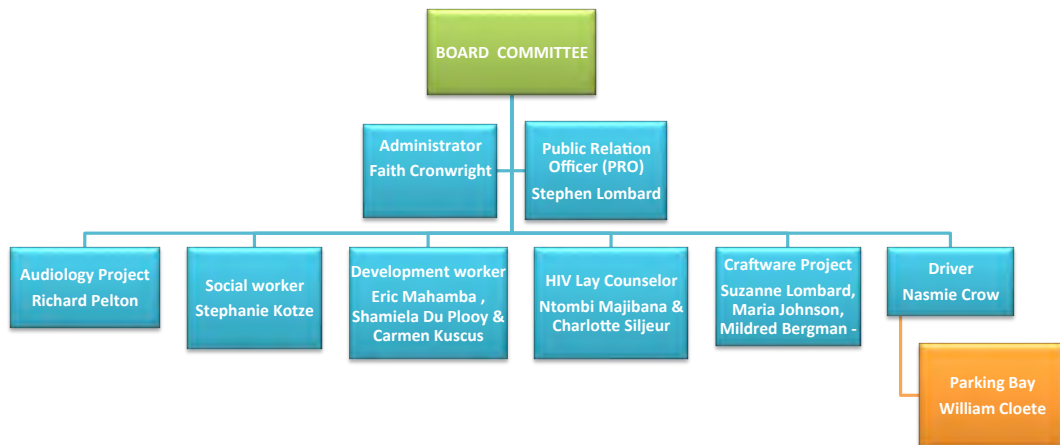 BOARD  COMMITTEE
Administrator
Faith Cronwright
Public Relation
Officer (PRO)
Stephen Lombard
Audiology Project
Richard Pelton
Social worker
Stephanie Kotze
Development worker
Eric Mahamba ,
Shamiela Du Plooy &
Carmen Kuscus
HIV Lay Counselor
Ntombi Majibana &
Charlotte Siljeur
Craftware Project
Suzanne Lombard,
Maria Johnson,
Mildred Bergman -
Driver
Nasmie Crow
Parking Bay
William Cloete